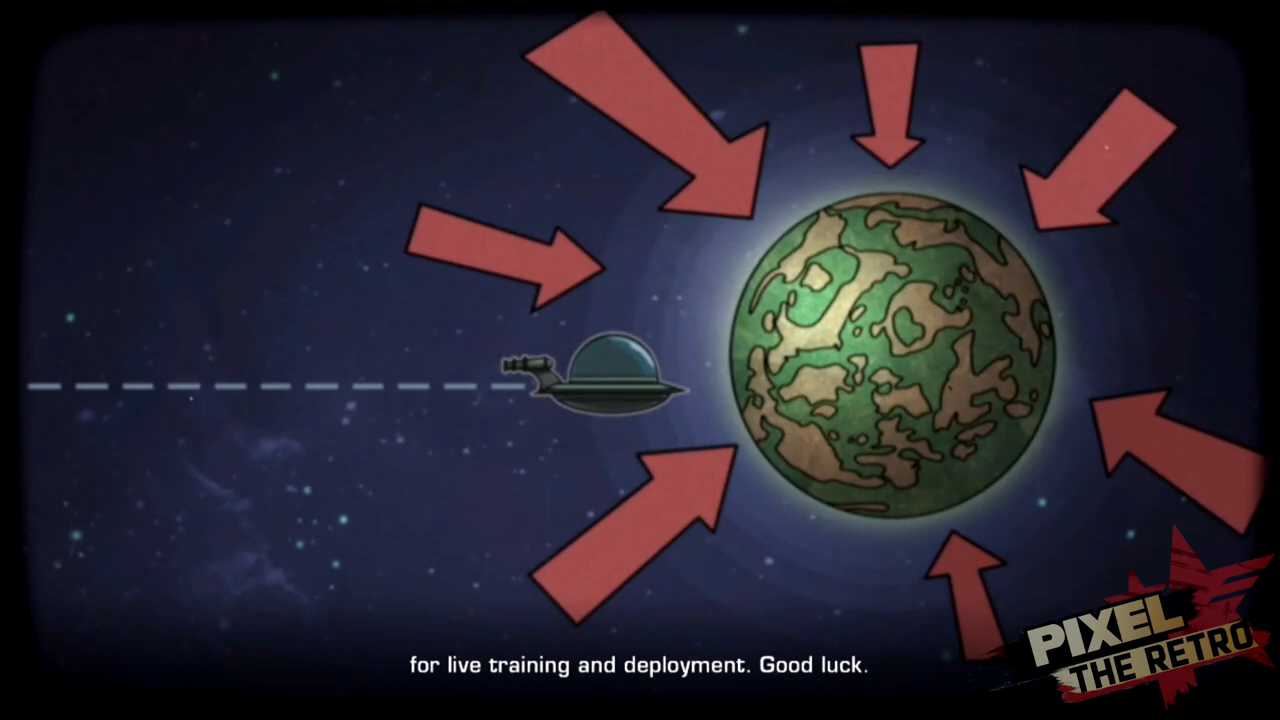 for live training and deployment. Good luck.
PIXEL
THE RETRO